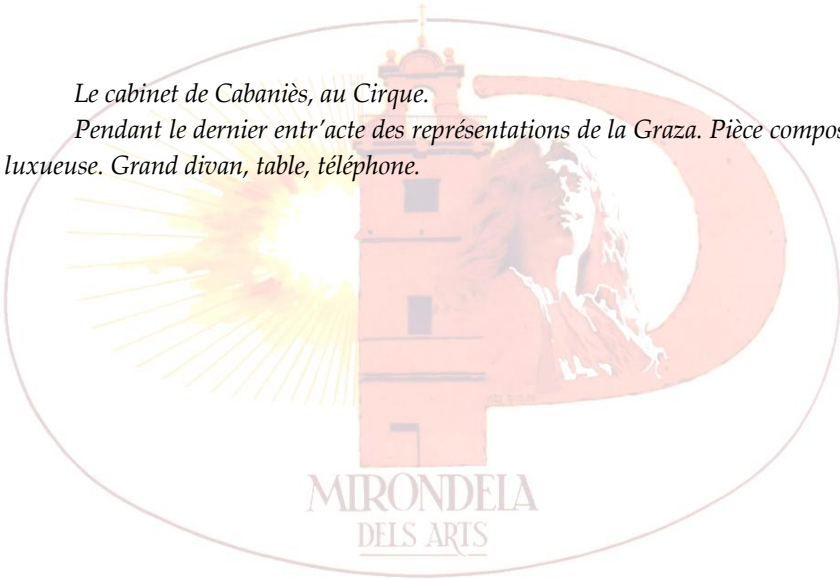 Le cabinet de Cabaniès, au Cirque.
Pendant le dernier entr'acte des représentations de la Graza. Pièce
luxueuse. Grand divan, table, téléphone.
MIRONDELA
DELS ARTS